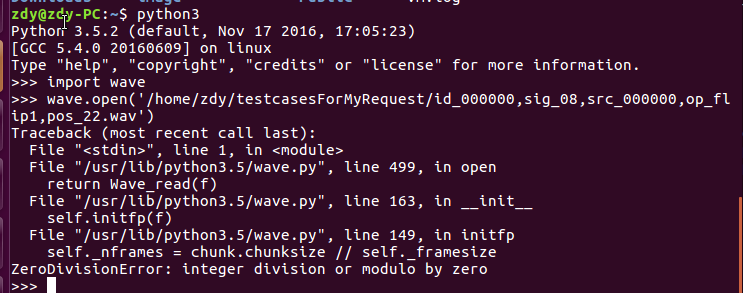 zdy@zdy-PC:~$ python3
Python 3.5.2 (default, Nov 17 2016, 17:05:23)
[GCC 5.4.0 20160609] on linux
Type "help", "copyright", "credits" or "license" for more information.
>>> import wave
>>> wave.open('/home/zdy/testcasesForMyRequest/id_000000,sig_08,src_000000,op_fl
ip1,pos_22.wav')
Traceback (most recent call last):
  File "<stdin>", line 1, in <module>
  File "/usr/lib/python3.5/wave.py", line 499, in open
    return Wave_read(f)
  File "/usr/lib/python3.5/wave.py", line 163, in __init__
    self.initfp(f)
  File "/usr/lib/python3.5/wave.py", line 149, in initfp
    self._nframes = chunk.chunksize // self._framesize
ZeroDivisionError: integer division or modulo by zero
>>>